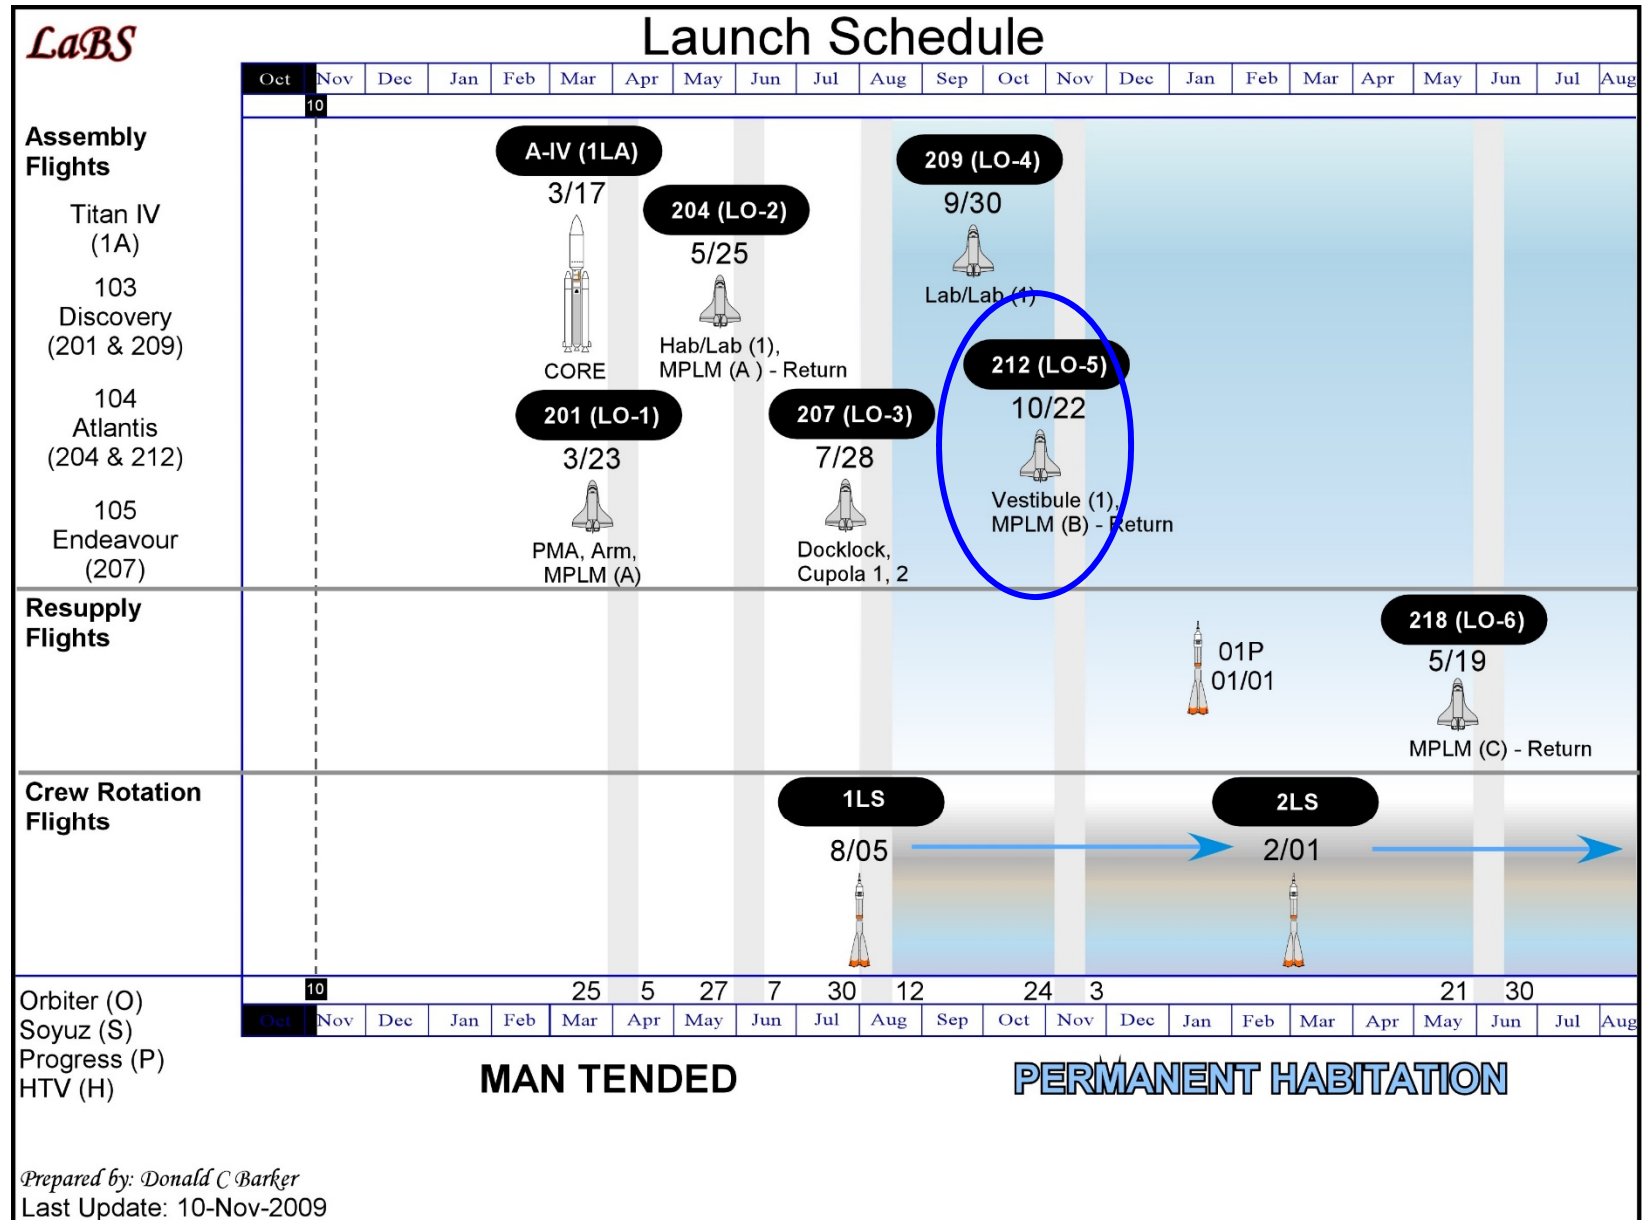 LaBS
Launch Schedule
Oct Nov Dec Jan Feb Mar Apr May Jun Jul Aug Sep Oct Nov Dec Jan Feb Mar Apr May Jun Jul Aug
10
Assembly
Flights
Titan IV
(1A)
103
Discovery
(201 & 209)
104
Atlantis
(204 & 212)
105
Endeavour
(207)
A-IV (1LA)
3/17
CORE
201 (LO-1)
3/23
PMA, Arm,
MPLM (A)
204 (LO-2)
5/25
Hab/Lab (1),
MPLM (A ) - Return
207 (LO-3)
7/28
Docklock,
Cupola 1, 2
209 (LO-4)
9/30
Lab/Lab (1)
212 (LO-5)
10/22
Vestibule (1),
MPLM (B) - Return
Resupply
Flights
01P
01/01
218 (LO-6)
5/19
MPLM (C) - Return
Crew Rotation
Flights
1LS
8/05
2LS
2/01
Orbiter (O)
Soyuz (S)
Progress (P)
HTV (H)
10 25 5 27 7 30 12 24 3 21 30
Oct Nov Dec Jan Feb Mar Apr May Jun Jul Aug Sep Oct Nov Dec Jan Feb Mar Apr May Jun Jul Aug
MAN TENDED
PERMANENT HABITATION
Prepared by: Donald C Barker
Last Update: 10-Nov-2009